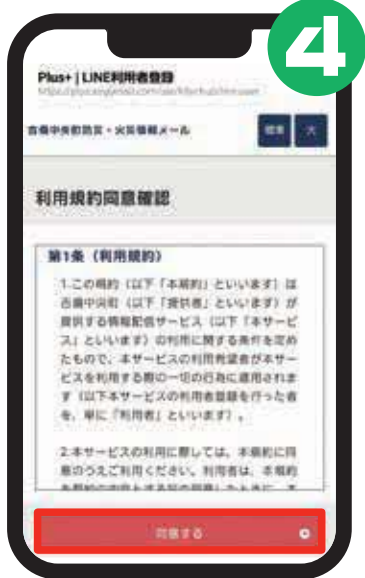 4
Plus+ | LINE利用者登録
吉備中央町防災・火災情報メール
標準 大
利用規約同意確認
第1条（利用規約）
1.この規約（以下「本規約」といいます）は
吉備中央町（以下「提供者」といいます）が
提供する情報配信サービス（以下「本サービ
ス」といいます）の利用に関する条件を定め
たもので、本サービスの利用希望者が本サー
ビスを利用する際の一切の行為に適用されま
す（以下本サービスの利用者登録を行った者
を、単に「利用者」といいます）。
2.本サービスの利用に際しては、本規約に同
意のうえご利用ください。利用者は、本規約
同意する